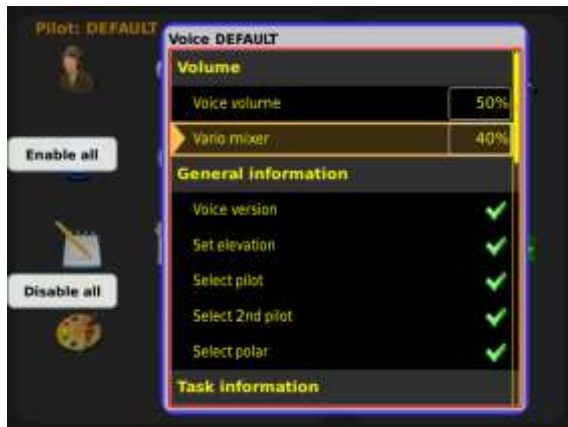 Pilot: DEFAULT
Voice DEFAULT
Volume
Voice volume 50%
Vario mixer 40%
Enable all
General information
Voice version
Set elevation
Select pilot
Disable all
Select 2nd pilot
Select polar
Task information